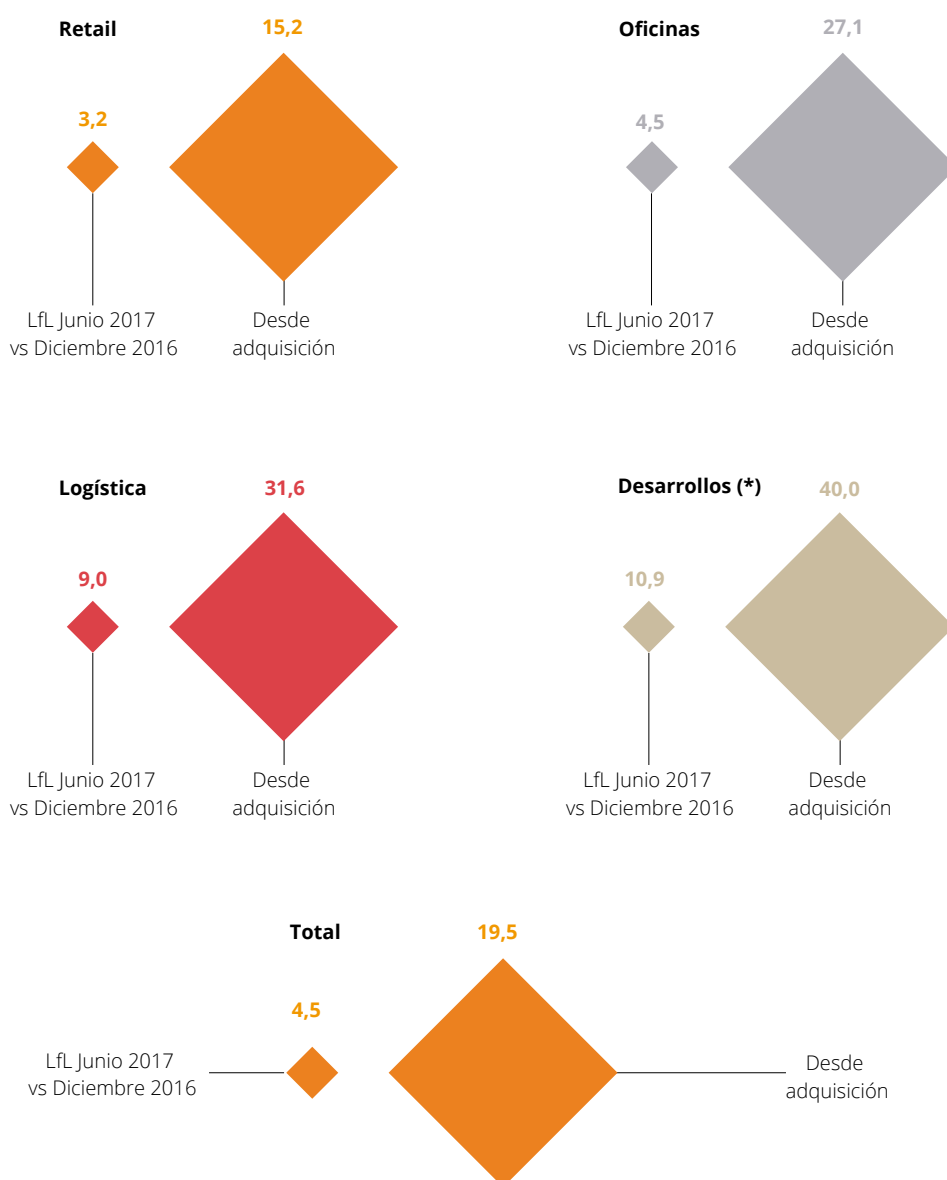 Retail
15,2
3,2
LfL Junio 2017
vs Diciembre 2016
Desde
adquisición
Oficinas
27,1
4,5
LfL Junio 2017
vs Diciembre 2016
Desde
adquisición
Logística
31,6
9,0
LfL Junio 2017
vs Diciembre 2016
Desde
adquisición
Desarrollos (*)
40,0
10,9
LfL Junio 2017
vs Diciembre 2016
Desde
adquisición
Total
19,5
4,5
LfL Junio 2017
vs Diciembre 2016
Desde
adquisición